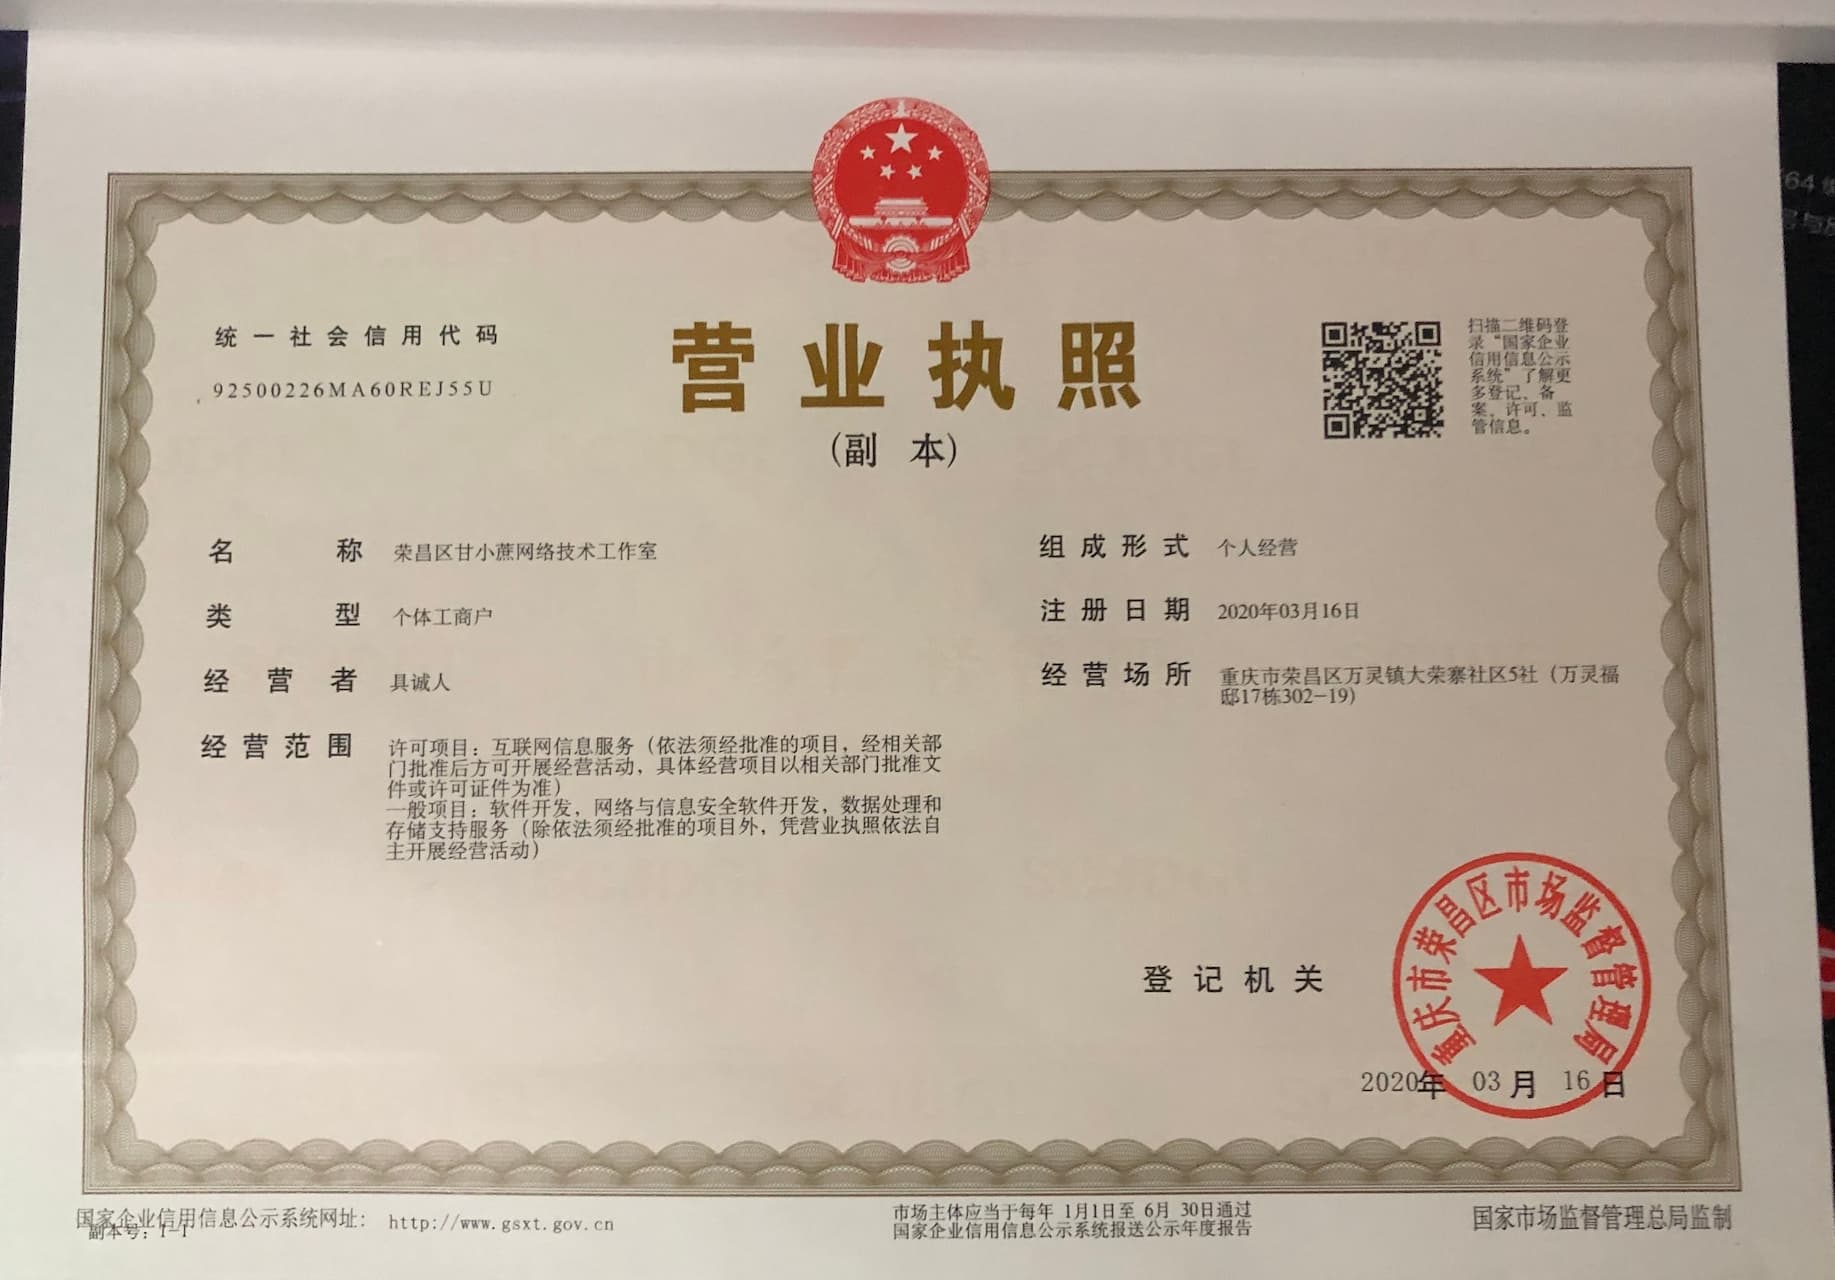 统一社会信用代码
92500226MA60REJ55U
营业执照
（副 本）
扫描二维码登
录“国家企业
信用信息公示
系统”了解更
多登记、备
案、许可、监
管信息。
名 称 荣昌区甘小蔗网络技术工作室
类 型 个体工商户
经 营 者 具诚人
经 营 范 围 许可项目：互联网信息服务（依法须经批准的项目，经相关部
门批准后方可开展经营活动，具体经营项目以相关部门批准文
件或许可证件为准）
一般项目：软件开发，网络与信息安全软件开发，数据处理和
存储支持服务（除依法须经批准的项目外，凭营业执照依法自
主开展经营活动）
组 成 形 式 个人经营
注 册 日 期 2020年03月16日
经 营 场 所 重庆市荣昌区万灵镇大荣寨社区5社（万灵福
邸17栋302-19）
登 记 机 关
重庆市荣昌区市场监督管理局
2020年 03 月 16 日
国家企业信用信息公示系统网址： http://www.gsxt.gov.cn
副本号：1-1
市场主体应当于每年 1月1日至 6月 30日通过
国家企业信用信息公示系统报送公示年度报告
国家市场监督管理总局监制
64
号与